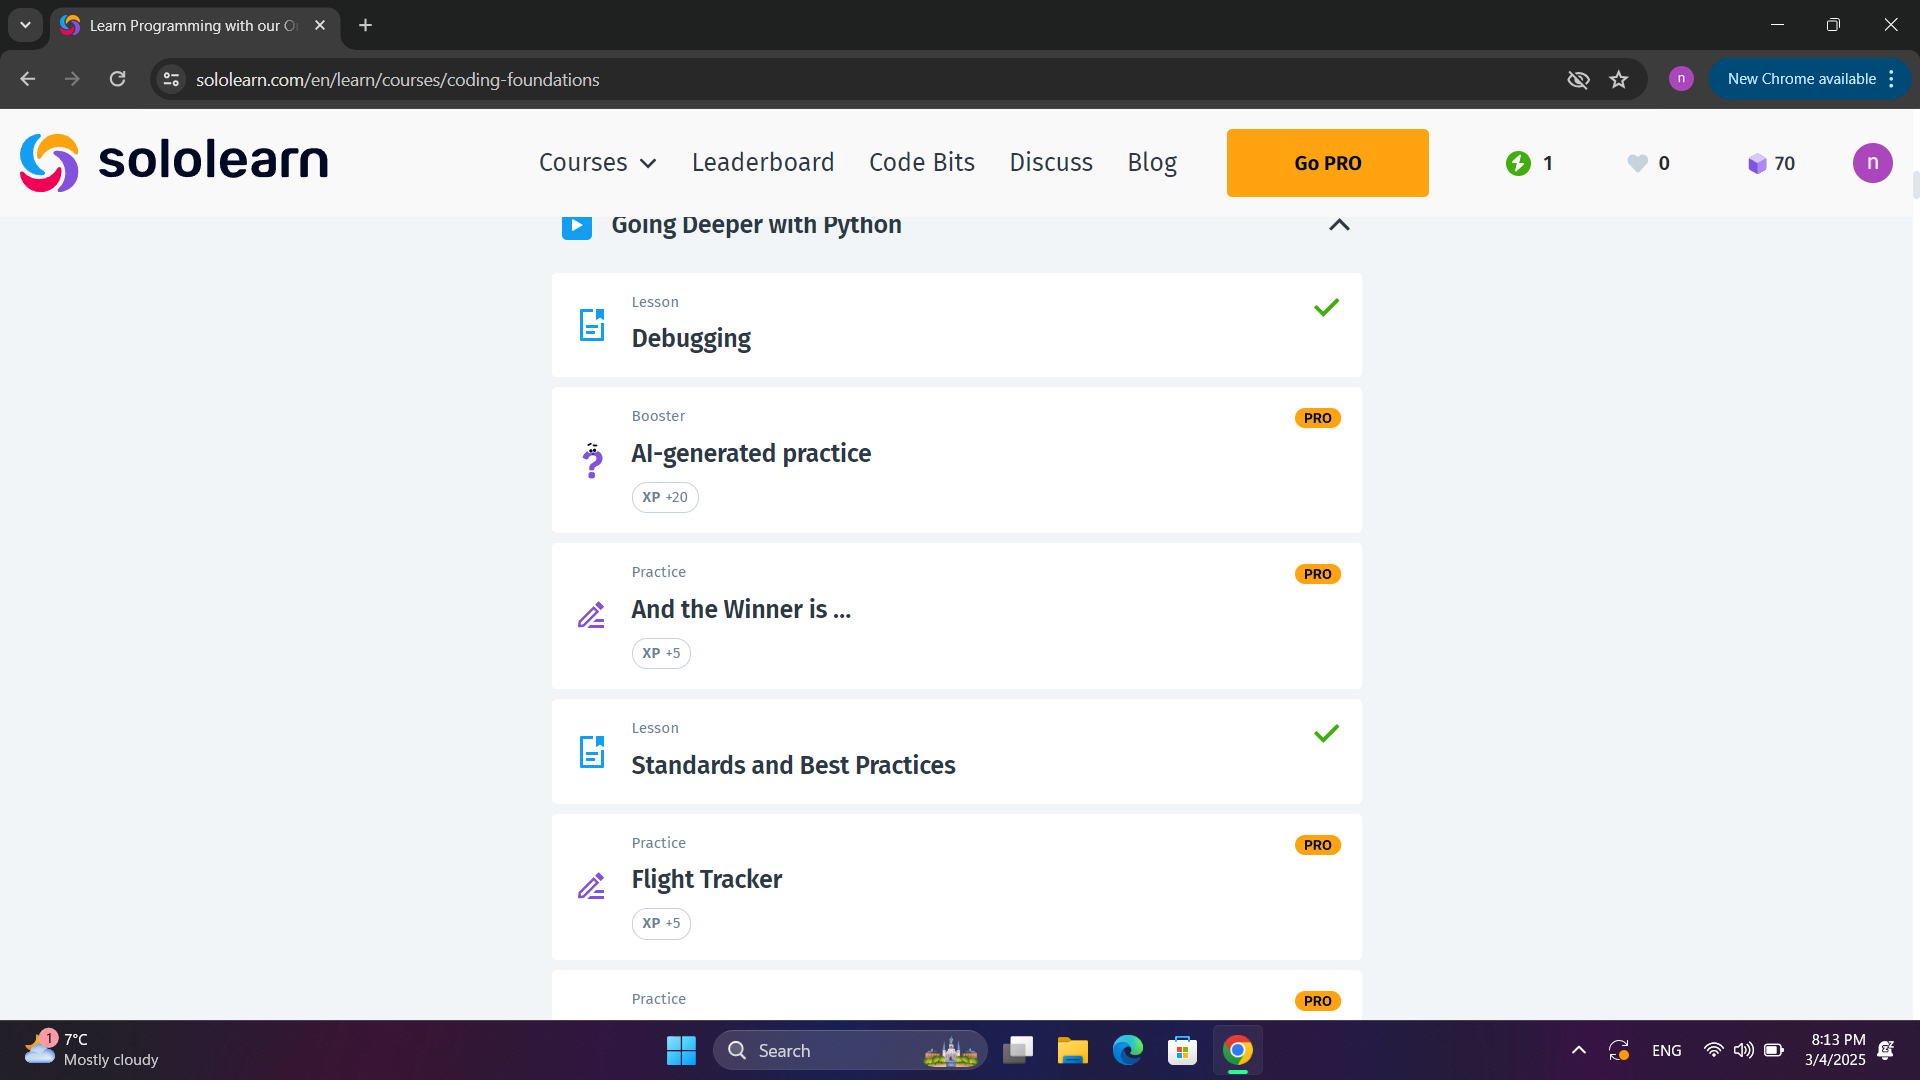 Learn Programming with our O
sololearn.com/en/learn/courses/coding-foundations
n
New Chrome available
sololearn
Courses
Leaderboard
Code Bits
Discuss
Blog
Go PRO
1
0
70
n
Going Deeper with Python
Lesson
Debugging
Booster
PRO
AI-generated practice
XP +20
Practice
PRO
And the Winner is ...
XP +5
Lesson
Standards and Best Practices
Practice
PRO
Flight Tracker
XP +5
Practice
PRO
1
7°C
Mostly cloudy
Search
ENG
8:13 PM
3/4/2025